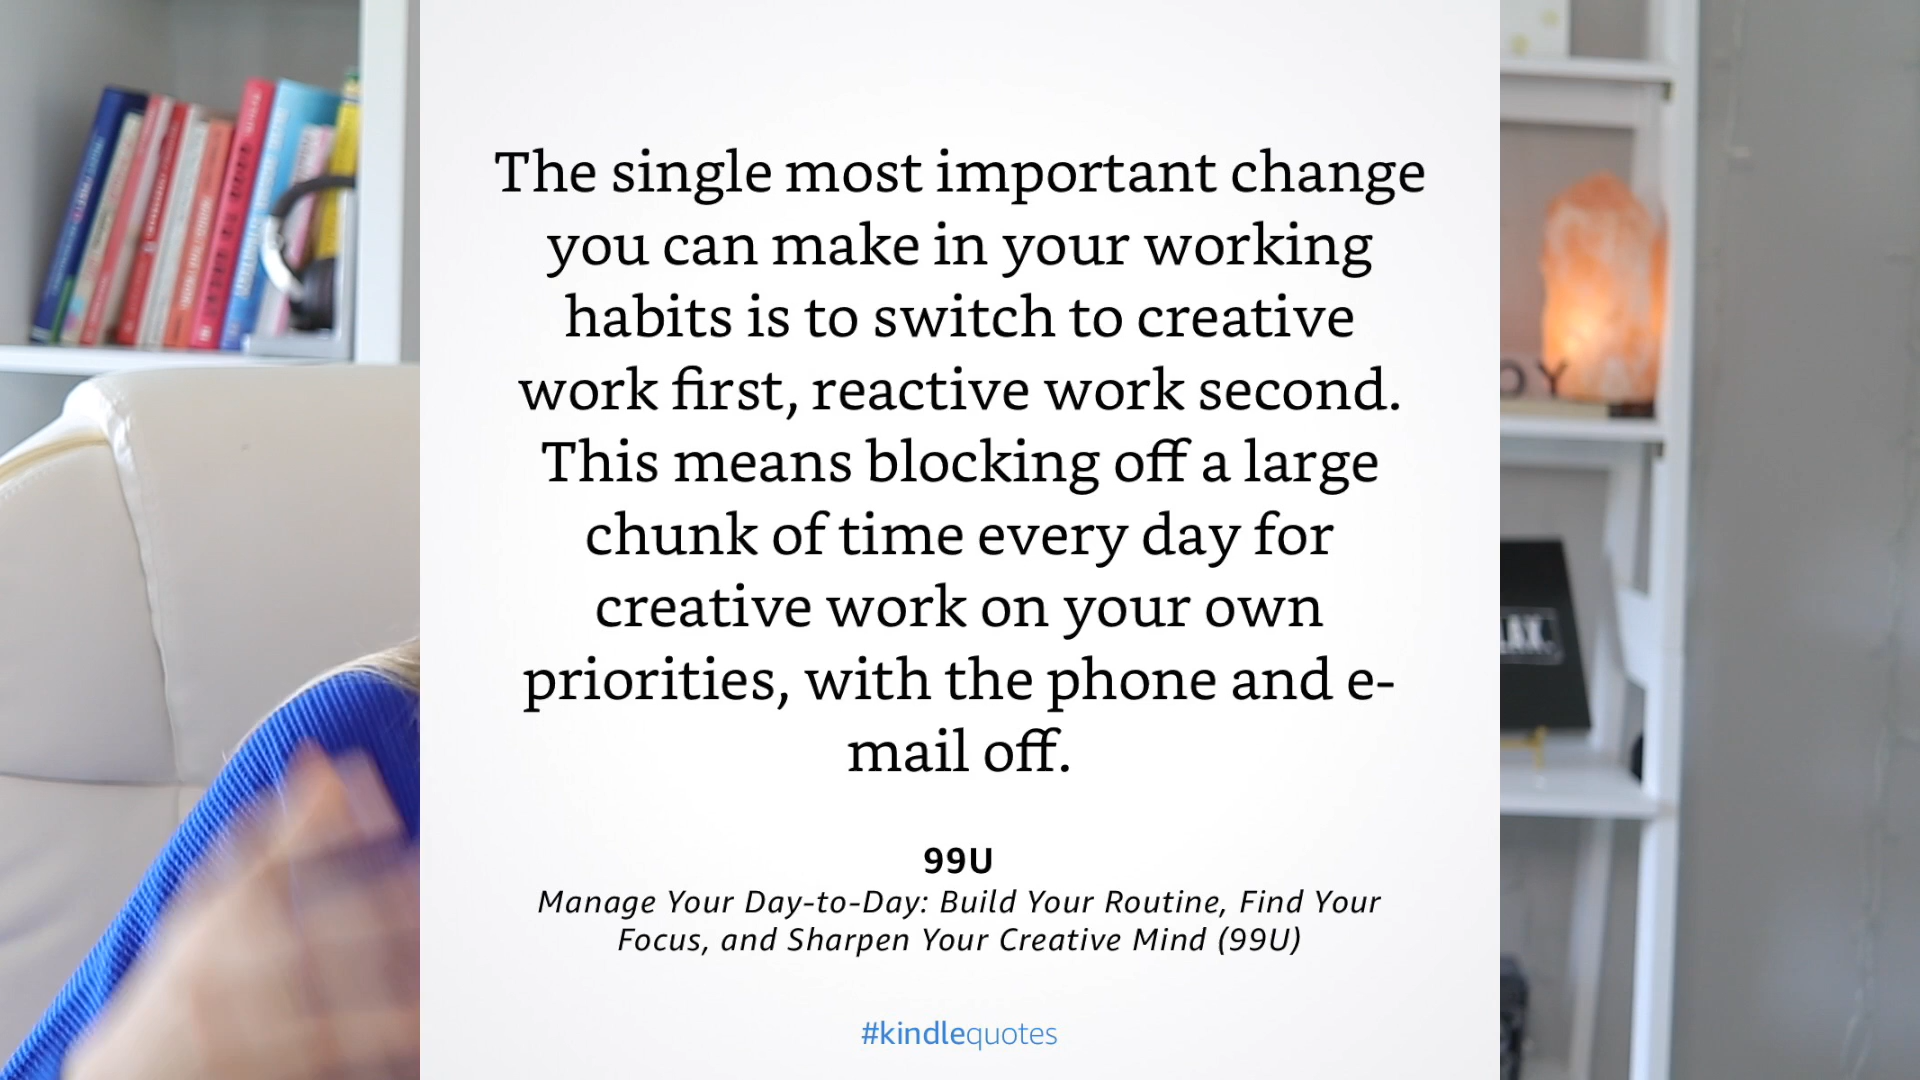 The single most important change
you can make in your working
habits is to switch to creative
work first, reactive work second.
This means blocking off a large
chunk of time every day for
creative work on your own
priorities, with the phone and e-
mail off.
99U
Manage Your Day-to-Day: Build Your Routine, Find Your
Focus, and Sharpen Your Creative Mind (99U)
#kindlequotes